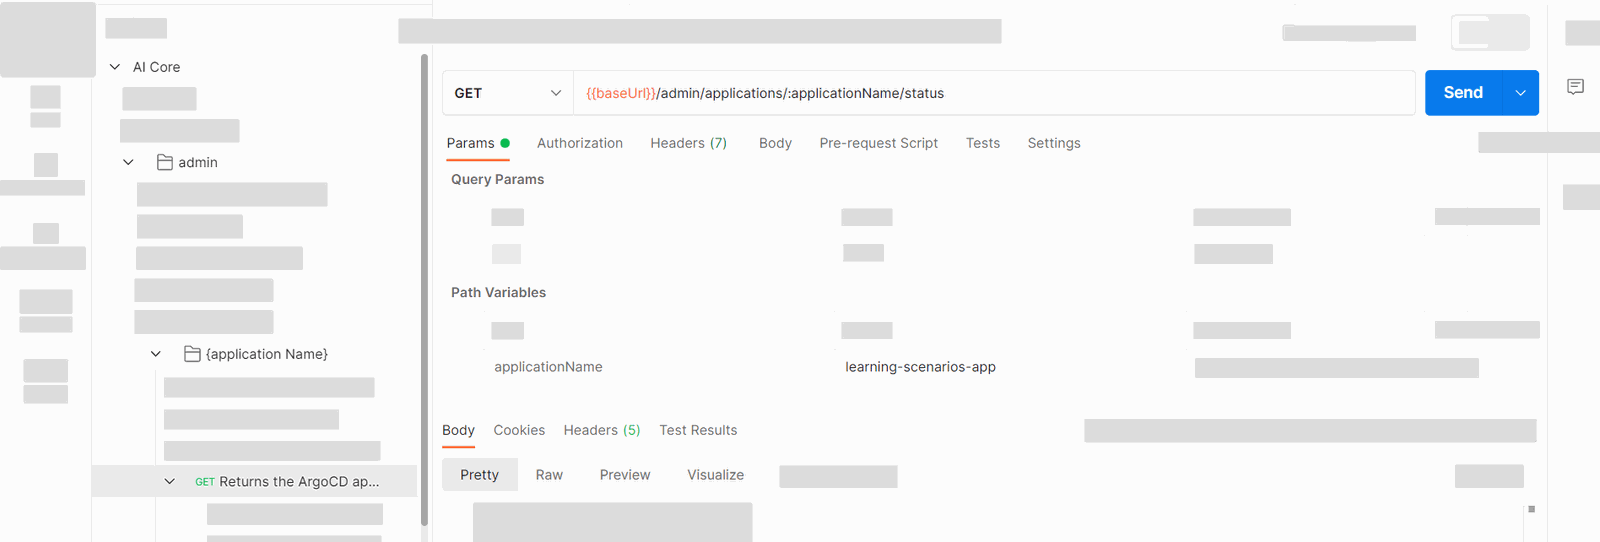 AI Core
admin
{application Name}
GET Returns the ArgoCD ap...
GET
{{baseUrl}}/admin/applications/:applicationName/status
Send
Params Authorization Headers (7) Body Pre-request Script Tests Settings
Query Params
Path Variables
applicationName learning-scenarios-app
Body Cookies Headers (5) Test Results
Pretty Raw Preview Visualize